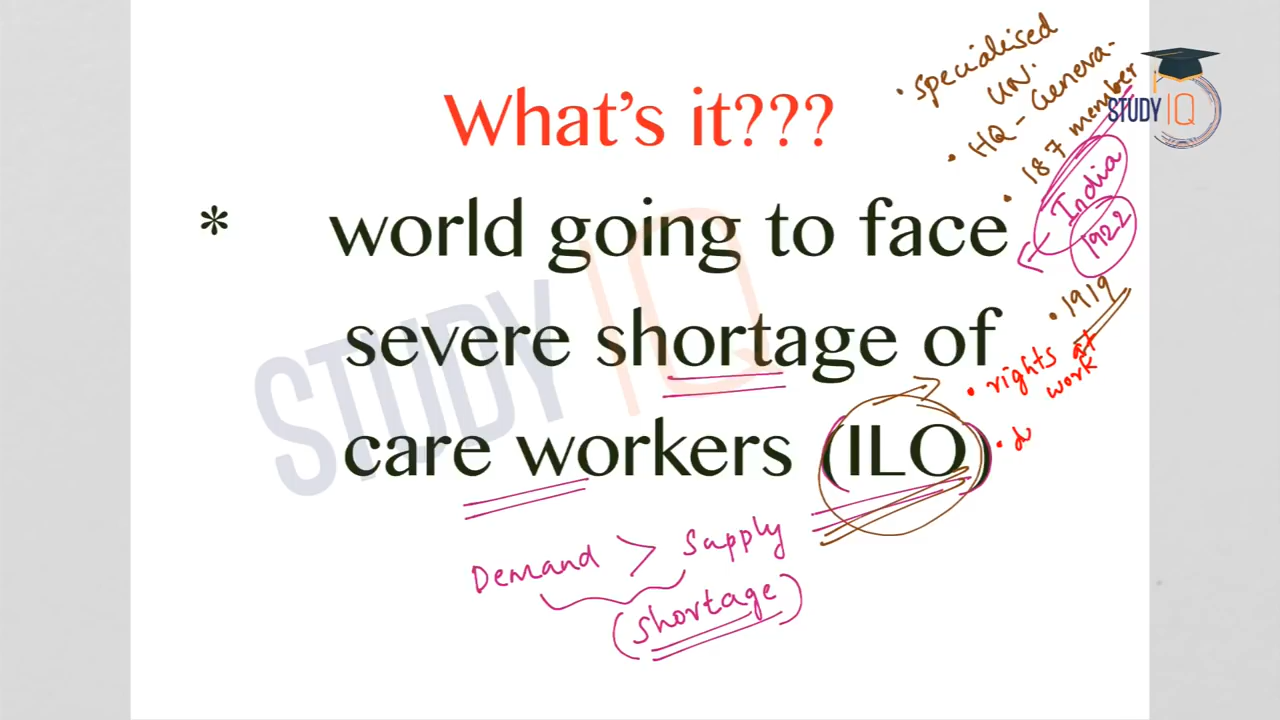 What's it???
* world going to face
severe shortage of
care workers (ILO)
Demand > Supply
(shortage)
• specialised
UN.
• HQ - Geneva.
• 187 member
India
1922
• 1919
• rights at
work
• d
STUDY IQ
STUDY IQ